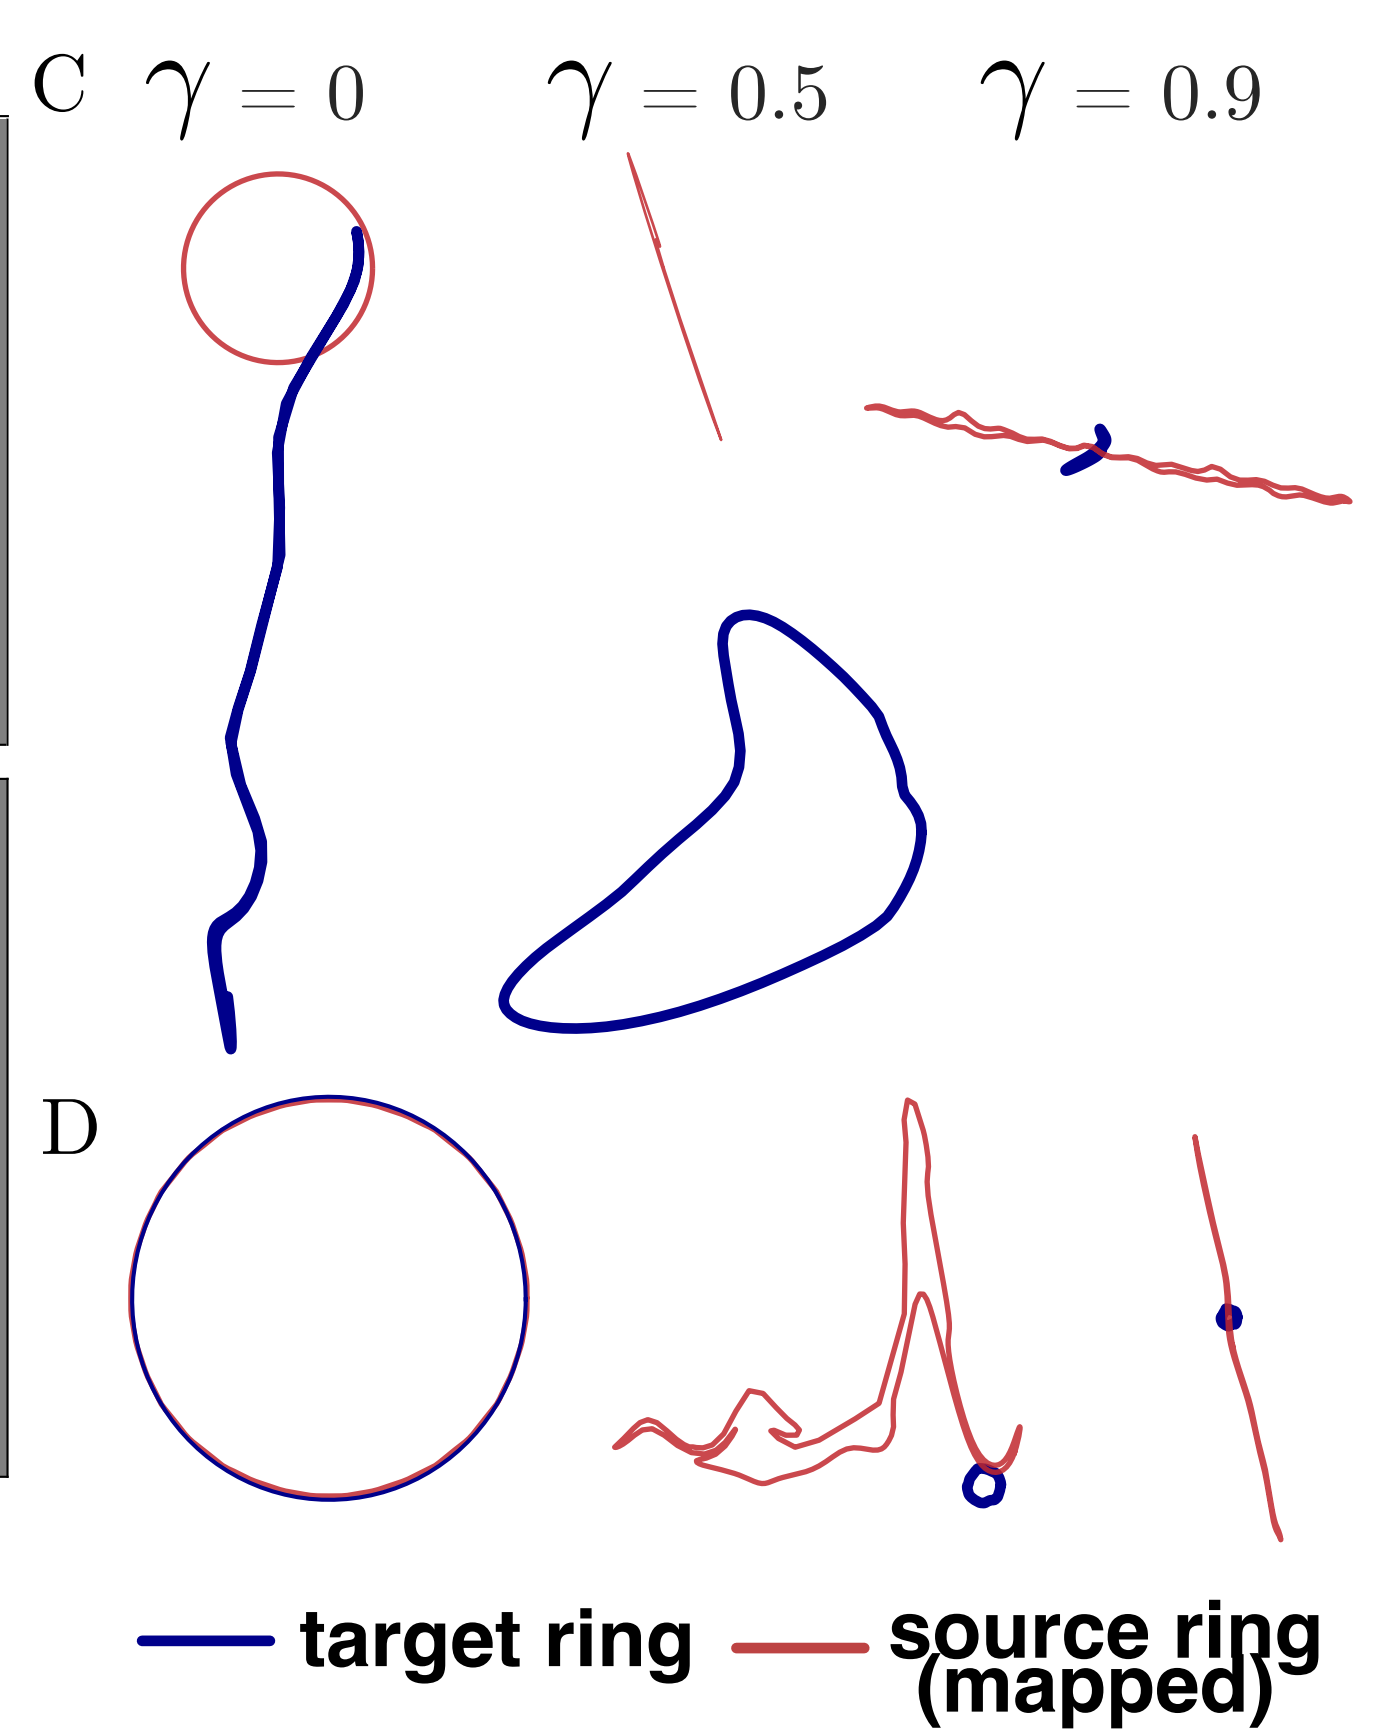 C γ = 0 γ = 0.5 γ = 0.9
D
target ring source ring
(mapped)